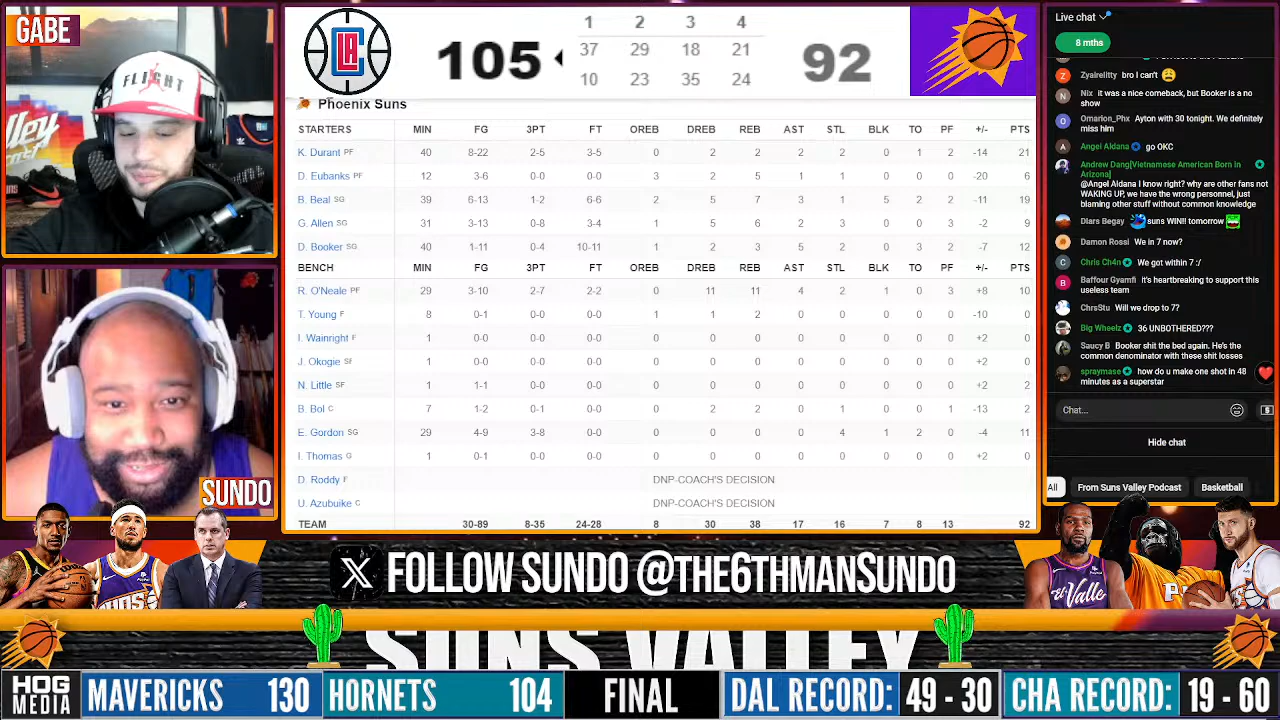 GABE
FLIGHT
SUNDO
LA
105
1 2 3 4
37 29 18 21
10 23 35 24
92
Phoenix Suns
STARTERS MIN FG 3PT FT OREB DREB REB AST STL BLK TO PF +/- PTS
K. Durant PF 40 8-22 2-5 3-5 0 2 2 2 2 0 1 2 -14 21
D. Eubanks PF 12 3-6 0-0 0-0 3 2 5 1 1 0 0 0 -20 6
B. Beal SG 39 6-13 1-2 6-6 2 5 7 3 1 5 2 2 -11 19
G. Allen SG 31 3-13 0-8 3-4 1 5 6 2 3 0 0 3 -2 9
D. Booker SG 40 1-11 0-4 10-11 1 2 3 5 2 0 3 2 -7 12
BENCH MIN FG 3PT FT OREB DREB REB AST STL BLK TO PF +/- PTS
R. O'Neale PF 29 3-10 2-7 2-2 0 11 11 4 2 1 0 3 +8 10
T. Young F 8 0-1 0-0 0-0 1 1 2 0 0 0 0 0 -10 0
I. Wainright F 1 0-0 0-0 0-0 0 0 0 0 0 0 0 0 +2 0
J. Okogie SF 1 0-0 0-0 0-0 0 0 0 0 0 0 0 0 +2 0
N. Little SF 1 1-1 0-0 0-0 0 0 0 0 0 0 0 0 +2 2
B. Bol C 7 1-2 0-1 0-0 0 2 2 0 1 0 0 1 -13 2
E. Gordon SG 29 4-9 3-8 0-0 0 0 0 0 4 1 2 0 -4 11
I. Thomas G 1 0-1 0-0 0-0 0 0 0 0 0 0 0 0 +2 0
D. Roddy F DNP-COACH'S DECISION
U. Azubuike C DNP-COACH'S DECISION
TEAM 30-89 8-35 24-28 8 30 38 17 16 7 8 13 92
Live chat
8 mths
Zyairelitty bro I can't
Nix it was a nice comeback, but Booker is a no
show
Omarion_Phx Ayton with 30 tonight. We definitely
miss him
Angel Aldana go OKC
Andrew Dang[Vietnamese American Born in
Arizona]
@Angel Aldana I know right? why are other fans not
WAKING UP, we have the wrong personnel, just
blaming other stuff without common knowledge
DIars Begay suns WIN!! tomorrow
Damon Rossi We in 7 now?
Chris Ch4n We got within 7 :/
Baffour Gyamfi it's heartbreaking to support this
useless team
ChrsStu Will we drop to 7?
Big Wheelz 36 UNBOTHERED???
Saucy B Booker shit the bed again. He's the
common denominator with these shit losses
spraymase how do u make one shot in 48
minutes as a superstar
Chat...
Hide chat
All From Suns Valley Podcast Basketball
X FOLLOW SUNDO @THE6THMANSUNDO
SUNS VALLEY
HOG
MEDIA
MAVERICKS 130 HORNETS 104 FINAL DAL RECORD: 49 - 30 CHA RECORD: 19 - 60